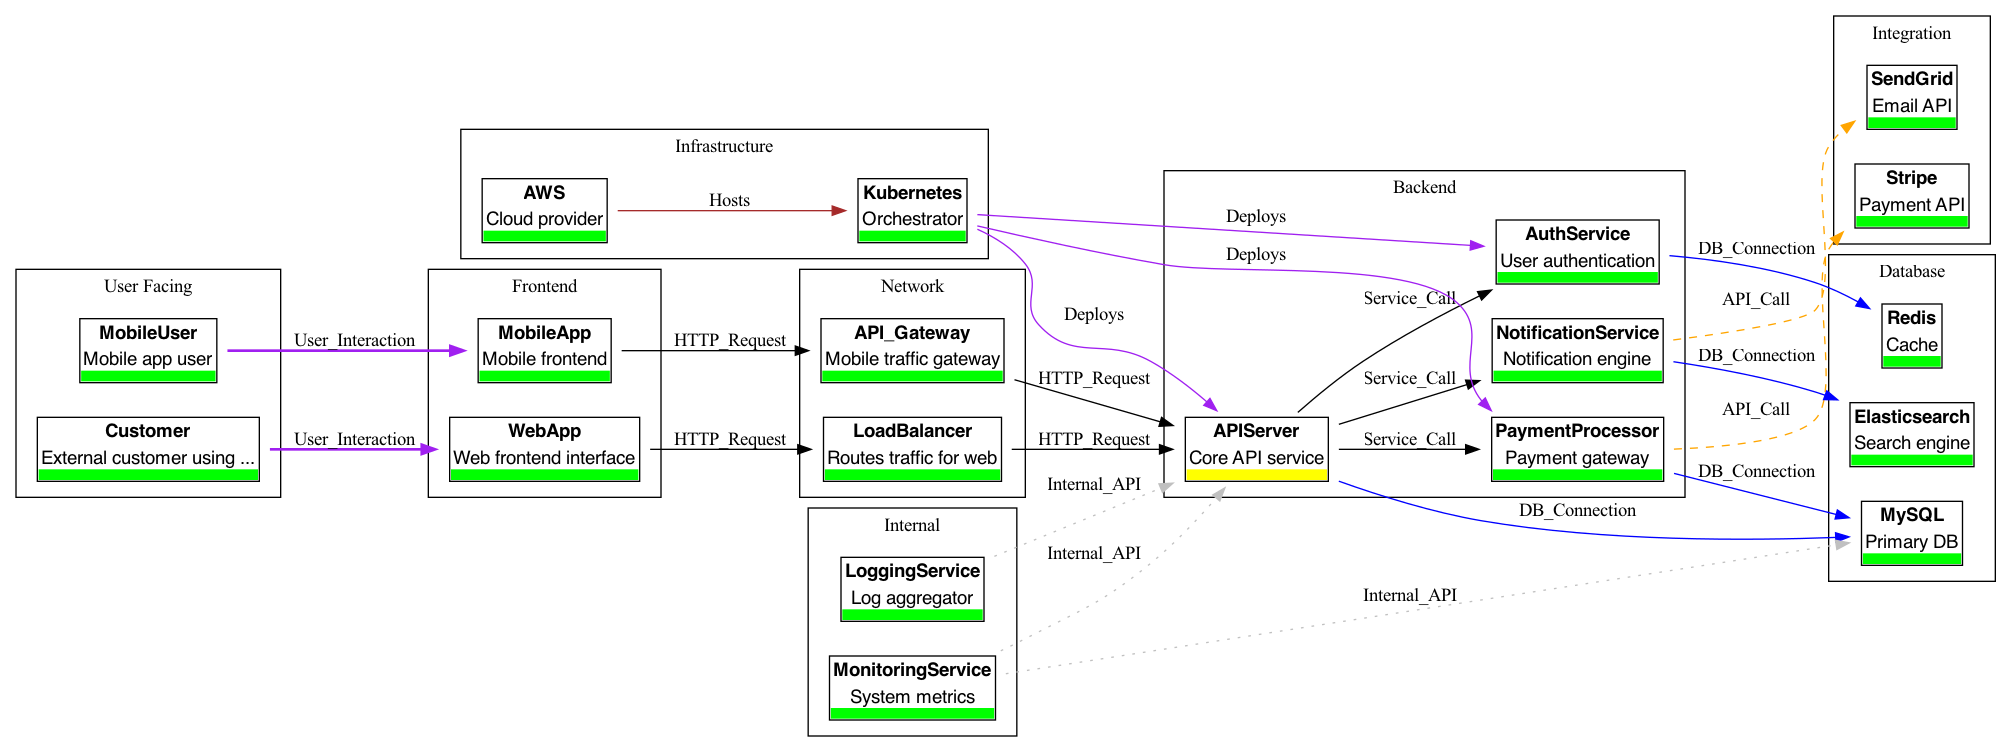 Integration
SendGrid
Email API
Stripe
Payment API
Infrastructure
AWS
Cloud provider
Hosts
Kubernetes
Orchestrator
Deploys
Deploys
Deploys
Backend
AuthService
User authentication
NotificationService
Notification engine
APIServer
Core API service
PaymentProcessor
Payment gateway
Service_Call
Service_Call
Service_Call
DB_Connection
API_Call
DB_Connection
API_Call
DB_Connection
DB_Connection
Database
Redis
Cache
Elasticsearch
Search engine
MySQL
Primary DB
User Facing
MobileUser
Mobile app user
Customer
External customer using ...
User_Interaction
User_Interaction
Frontend
MobileApp
Mobile frontend
WebApp
Web frontend interface
HTTP_Request
HTTP_Request
Network
API_Gateway
Mobile traffic gateway
LoadBalancer
Routes traffic for web
HTTP_Request
HTTP_Request
Internal
LoggingService
Log aggregator
MonitoringService
System metrics
Internal_API
Internal_API
Internal_API